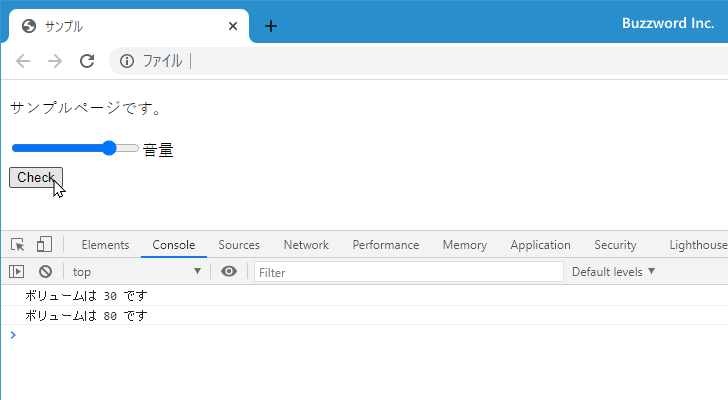 サンプル
Buzzword Inc.
ファイル
サンプルページです。
音量
Check
Elements Console Sources Network Performance Memory Application Security Lighthouse
top Filter Default levels
ボリュームは 30 です
ボリュームは 80 です